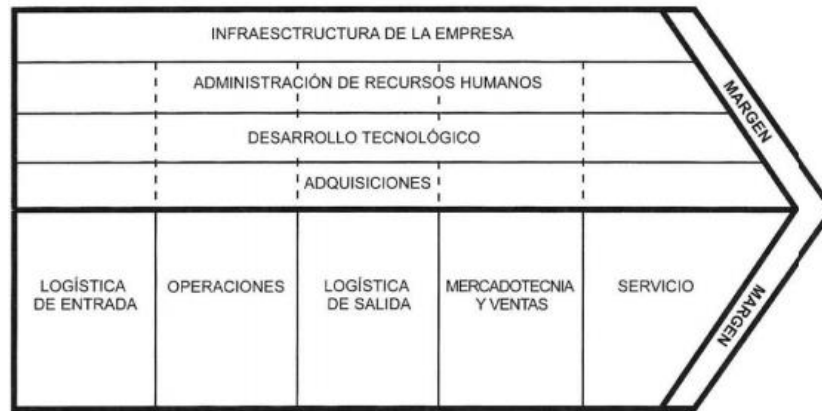 INFRAESCTRUCTURA DE LA EMPRESA
ADMINISTRACIÓN DE RECURSOS HUMANOS
DESARROLLO TECNOLÓGICO
ADQUISICIONES
MARGEN
LOGÍSTICA
DE ENTRADA
OPERACIONES
LOGÍSTICA
DE SALIDA
MERCADOTECNIA
Y VENTAS
SERVICIO
MARGEN